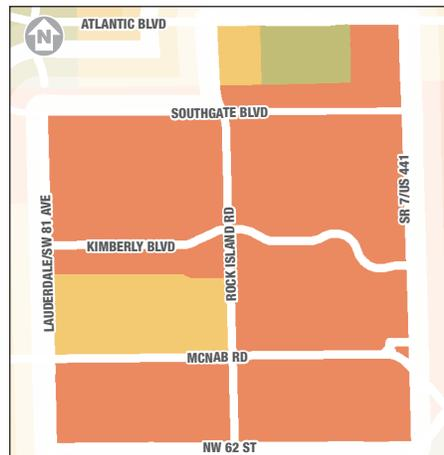 ATLANTIC BLVD
N
SOUTHGATE BLVD
SR 7/US 441
LAUDERDALE/SW 81 AVE
ROCK ISLAND RD
KIMBERLY BLVD
MCNAB RD
NW 62 ST